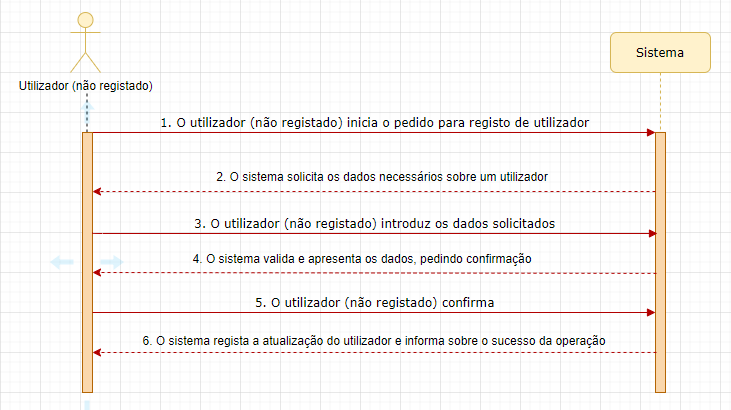 Sistema
Utilizador (não registado)
1. O utilizador (não registado) inicia o pedido para registo de utilizador
2. O sistema solicita os dados necessários sobre um utilizador
3. O utilizador (não registado) introduz os dados solicitados
4. O sistema valida e apresenta os dados, pedindo confirmação
5. O utilizador (não registado) confirma
6. O sistema regista a atualização do utilizador e informa sobre o sucesso da operação